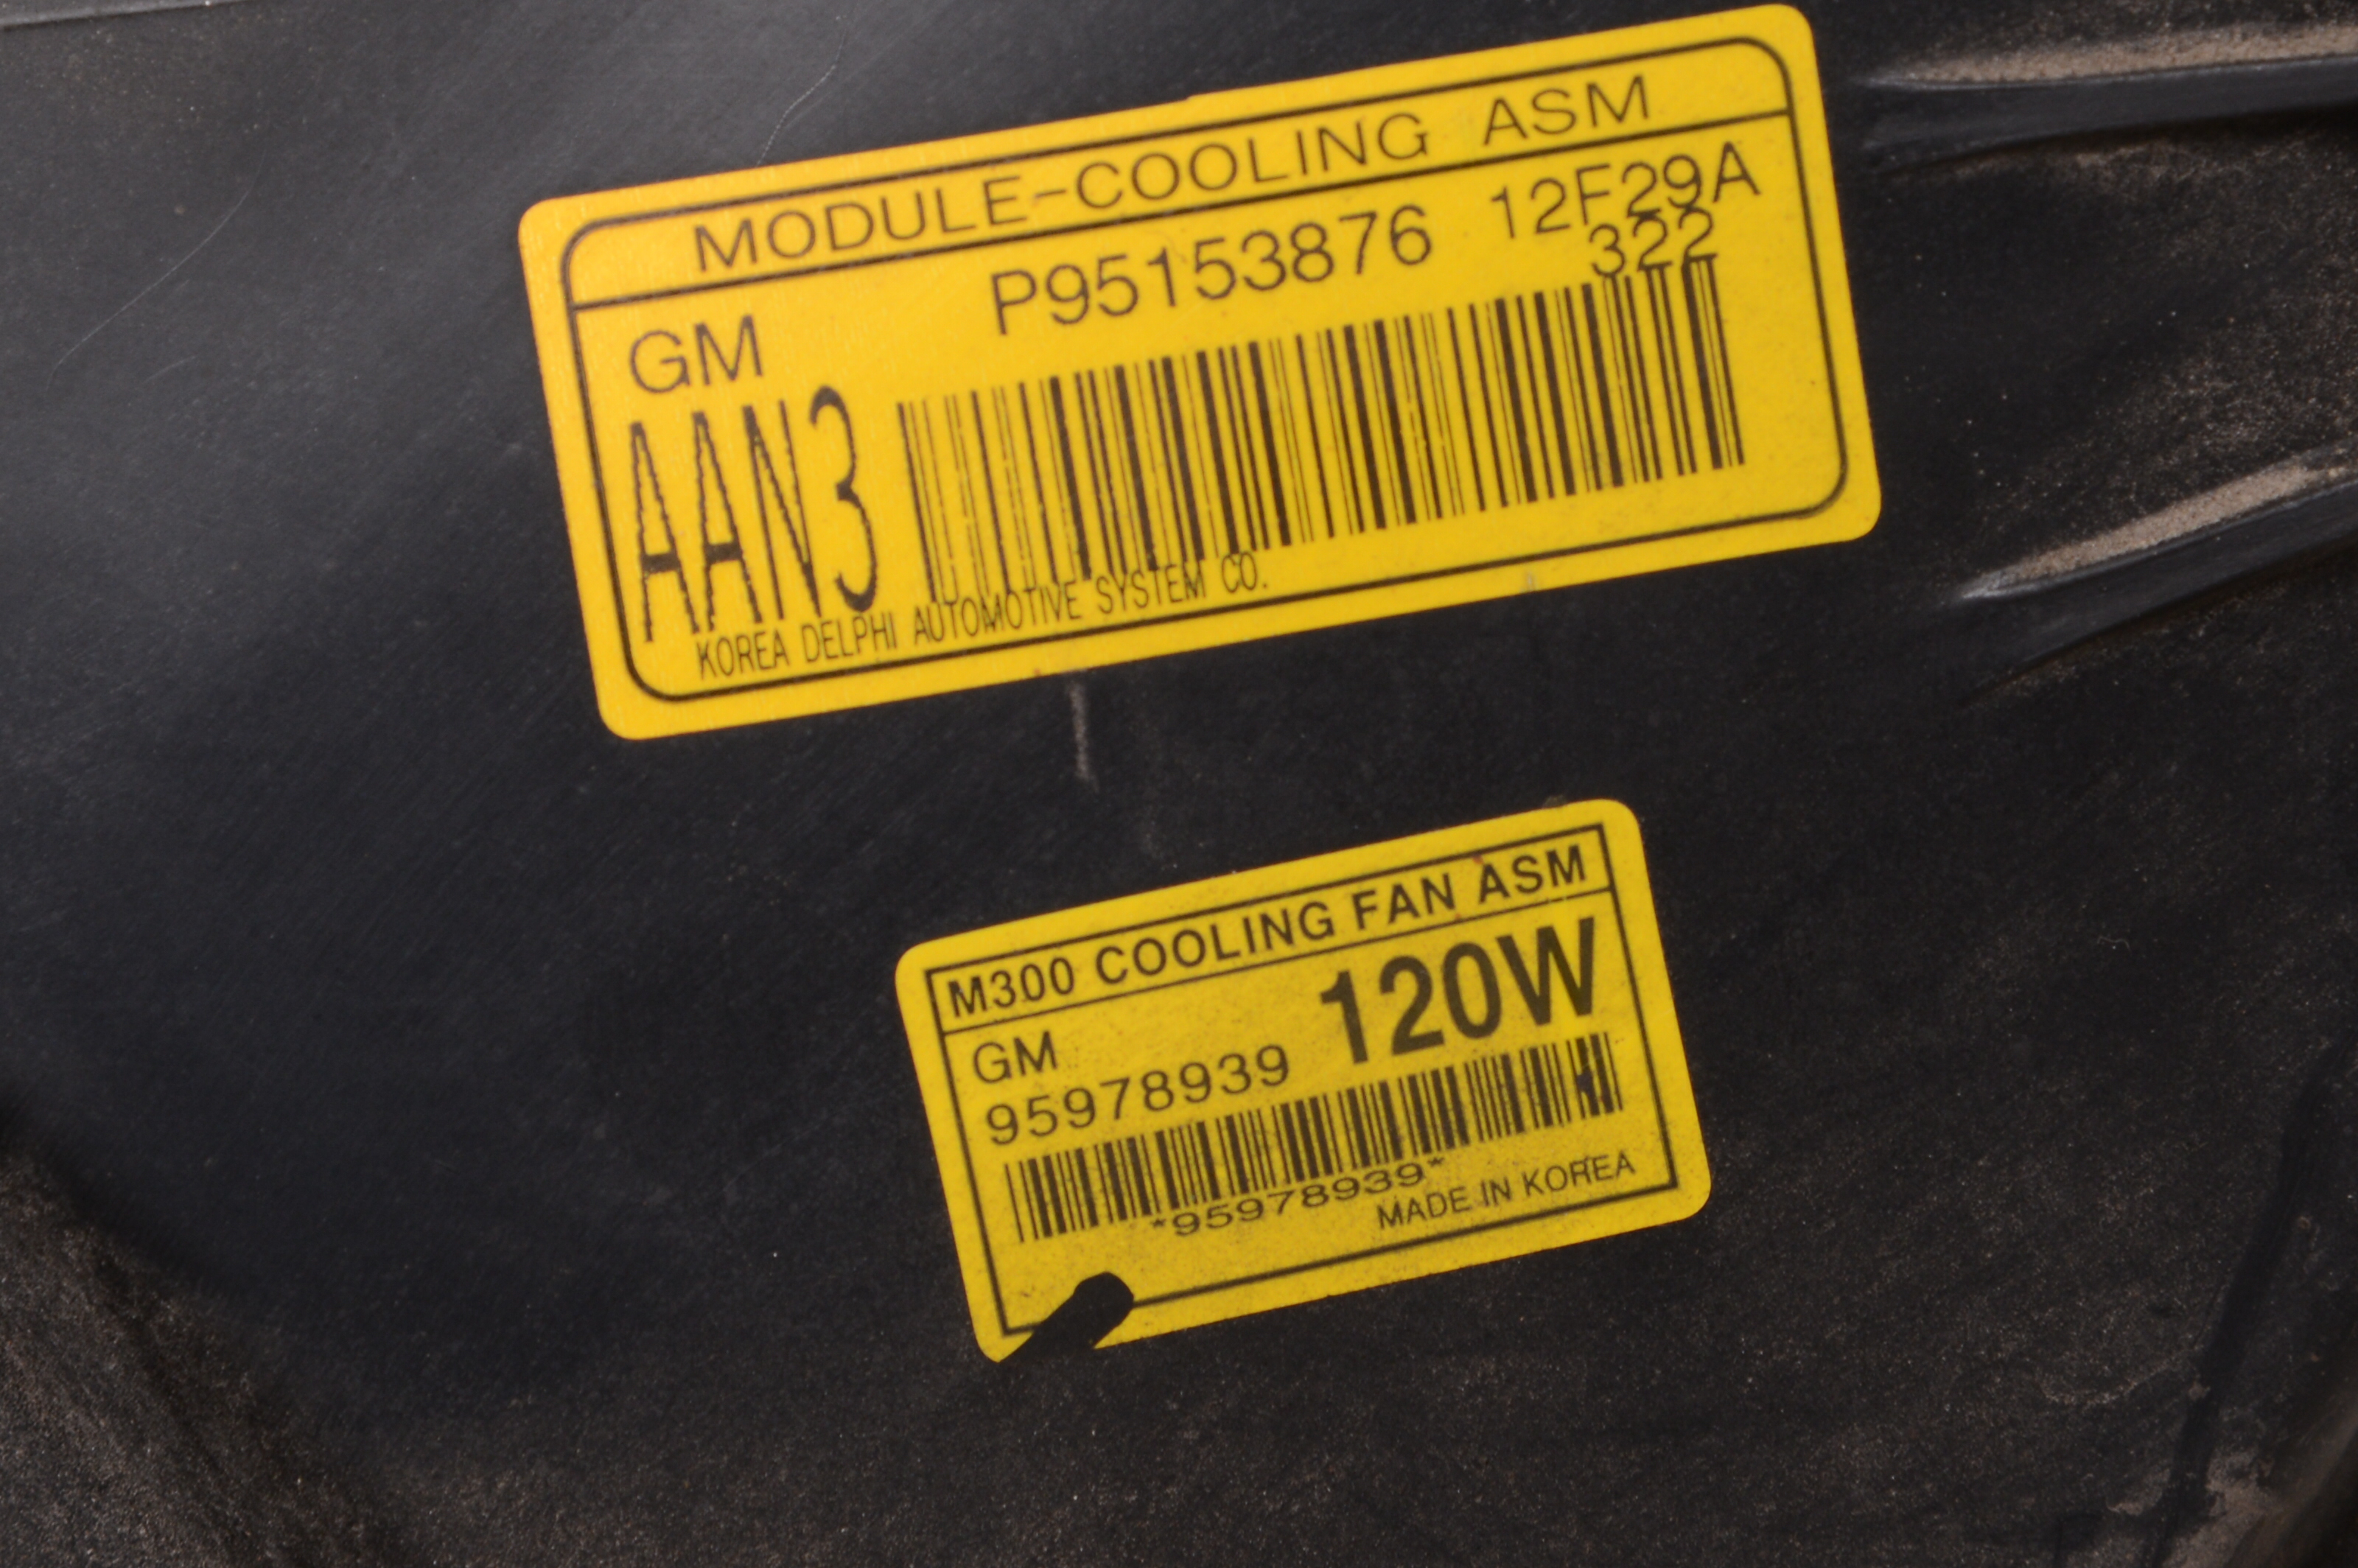 MODULE-COOLING ASM
P95153876 12F29A
322
GM
AAN3
KOREA DELPHI AUTOMOTIVE SYSTEM CO.
M300 COOLING FAN ASM
GM 120W
95978939
*95978939*
MADE IN KOREA